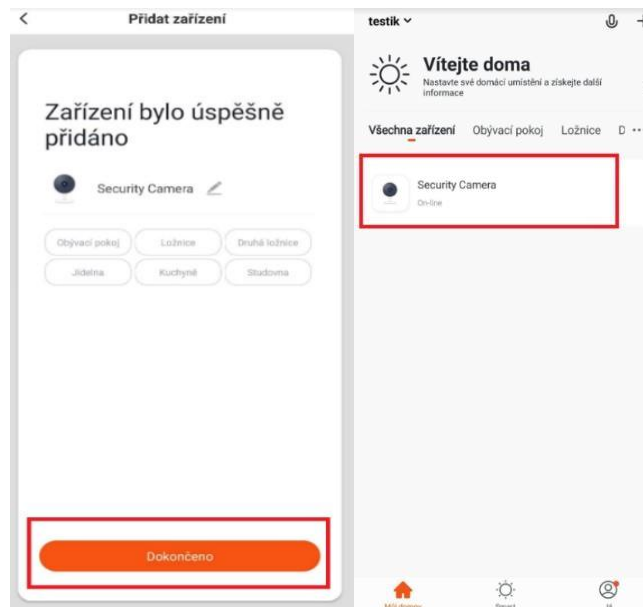 Přidat zařízení
Zařízení bylo úspěšně
přidáno
Security Camera
Obývací pokoj
Ložnice
Druhá ložnice
Jídelna
Kuchyně
Studovna
Dokončeno
testik
Vítejte doma
Nastavte své domácí umístění a získejte další
informace
Všechna zařízení
Obývací pokoj
Ložnice
D
Security Camera
On-line